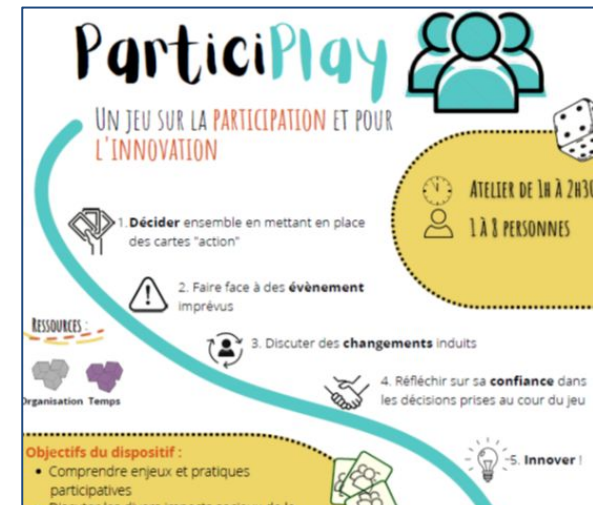 ParticiPlay
UN JEU SUR LA PARTICIPATION ET POUR
L'INNOVATION
ATELIER DE 1H À 2H30
1 À 8 PERSONNES
1. Décider ensemble en mettant en place
des cartes "action"
2. Faire face à des évènement
imprévus
RESSOURCES :
3. Discuter des changements induits
Organisation Temps
4. Réfléchir sur sa confiance dans
les décisions prises au cour du jeu
5. Innover !
Objectifs du dispositif :
• Comprendre enjeux et pratiques
participatives